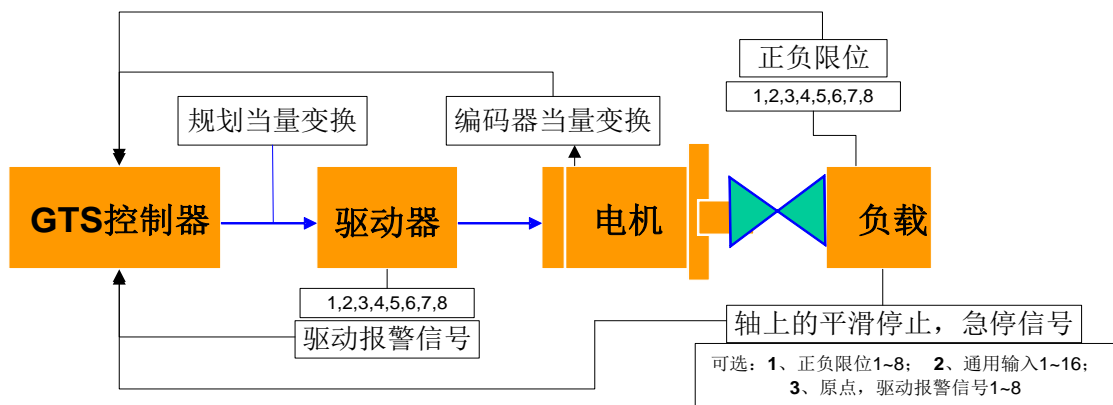 正负限位
1,2,3,4,5,6,7,8
规划当量变换
编码器当量变换
GTS控制器
驱动器
电机
负载
1,2,3,4,5,6,7,8
驱动报警信号
轴上的平滑停止，急停信号
可选：1、正负限位1~8； 2、通用输入1~16；
3、原点，驱动报警信号1~8